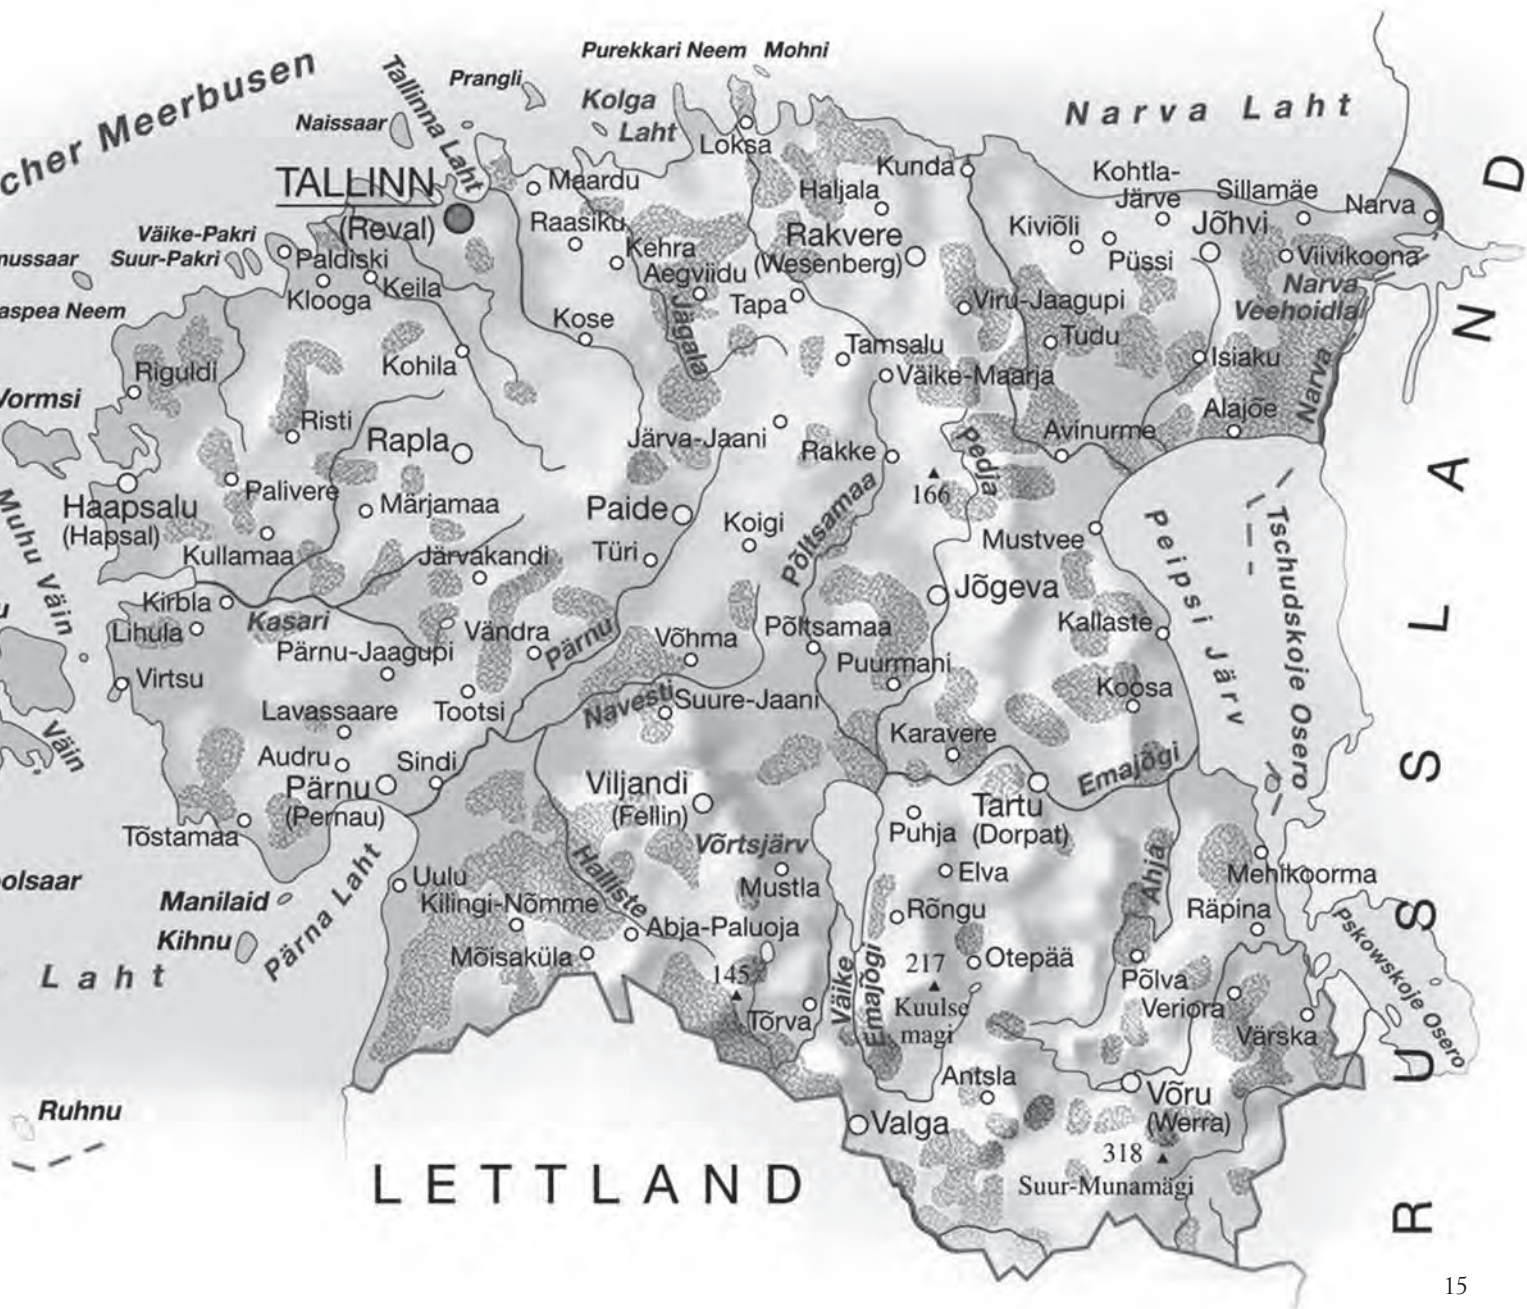 Purekkari Neem
Mohni
cher Meerbusen
Tallinna Laht
Prangli
Kolga
Laht
Naissaar
Narva Laht
Loksa
TALLINN
(Reval)
Maardu
Haljala
Kunda
Kohtla-
Järve
Sillamäe
Narva
Raasiku
Kehra
Rakvere
(Wesenberg)
Kiviõli
Püssi
Jõhvi
Viivikoona
Väike-Pakri
Suur-Pakri
mussaar
Paldiski
Klooga
Keila
Aegviidu
Tapa
Narva
Veehoidla
aspea Neem
Kose
Jägala
Viru-Jaagupi
Tudu
Tamsalu
Väike-Maarja
Isiaku
Narva
Kohila
Riguldi
Vormsi
Risti
Rapla
Järva-Jaani
Rakke
Pedja
Avinurme
Alajõe
166
Haapsalu
(Hapsal)
Palivere
Märjamaa
Paide
Koigi
Põltsamaa
Mustvee
Peipsi Järv
Tschudskoje Osero
Muhu Väin
Kullamaa
Järvakandi
Türi
Jõgeva
Kirbla
Kasari
Lihula
Vändra
Pärnu
Võhma
Põltsamaa
Kallaste
u
Pärnu-Jaagupi
Puurmani
Virtsu
Koosa
Lavassaare
Tootsi
Navesti
Suure-Jaani
Väin
Karavere
Audru
Sindi
Emajõgi
Pärnu
(Pernau)
Viljandi
(Fellin)
Tartu
(Dorpat)
Tõstamaa
Puhja
Võrtsjärv
Pärna Laht
Halliste
Mustla
Elva
Ahja
Mehikoorma
oolsaar
Uulu
Manilaid
Kilingi-Nõmme
Rõngu
Räpina
Kihnu
Abja-Paluoja
Pskowskoje Osero
Laht
Mõisaküla
145
217
Otepää
Põlva
Väike
Emajõgi
Kuulse
magi
Veriora
Tõrva
Värska
Antsla
Võru
(Werra)
Ruhnu
Valga
318
Suur-Munamägi
LETTLAND
RUSSLAND
15